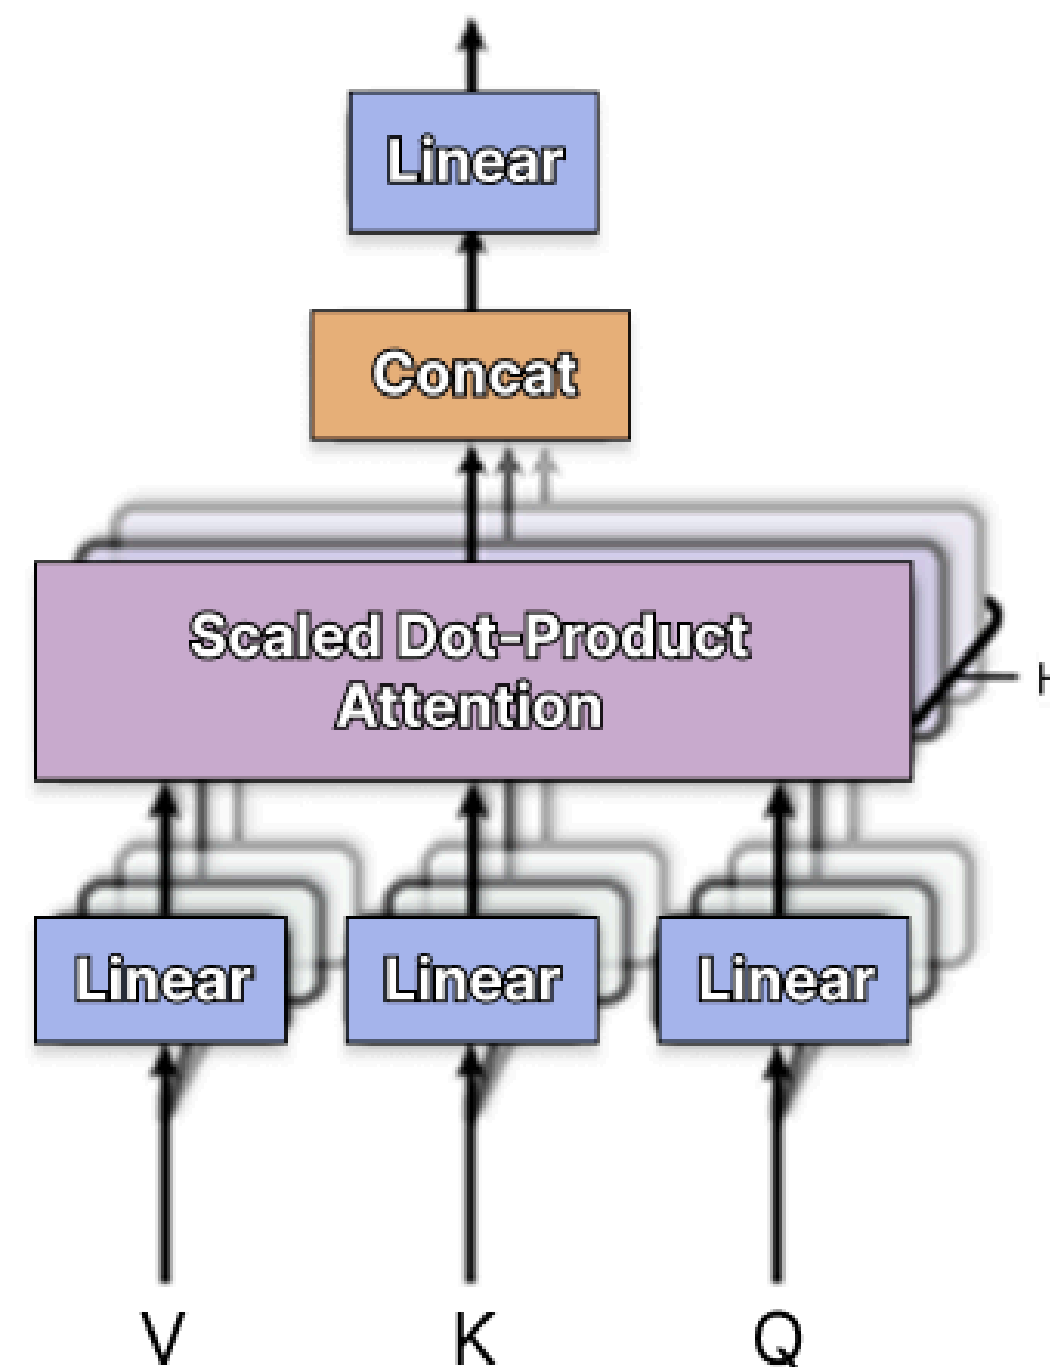 Linear
Concat
Scaled Dot-Product
Attention
Linear Linear Linear
V K Q